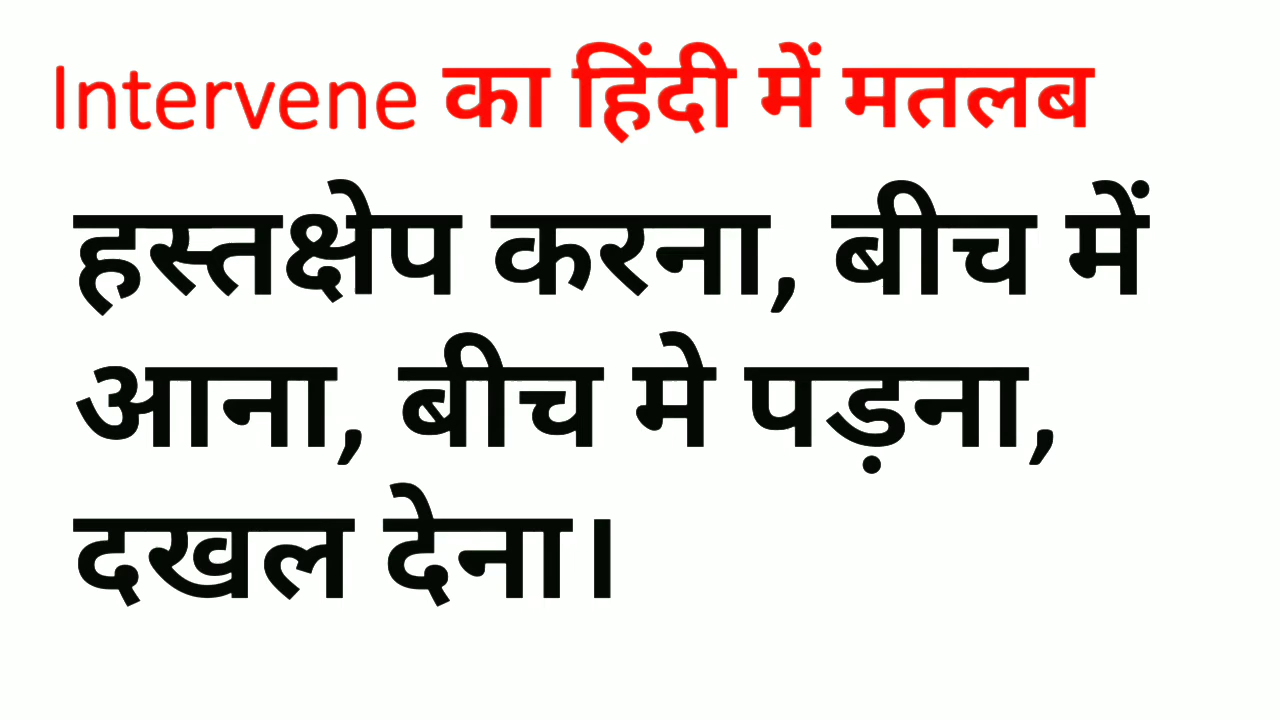 Intervene का हिंदी में मतलब
हस्तक्षेप करना, बीच में
आना, बीच मे पड़ना,
दखल देना।